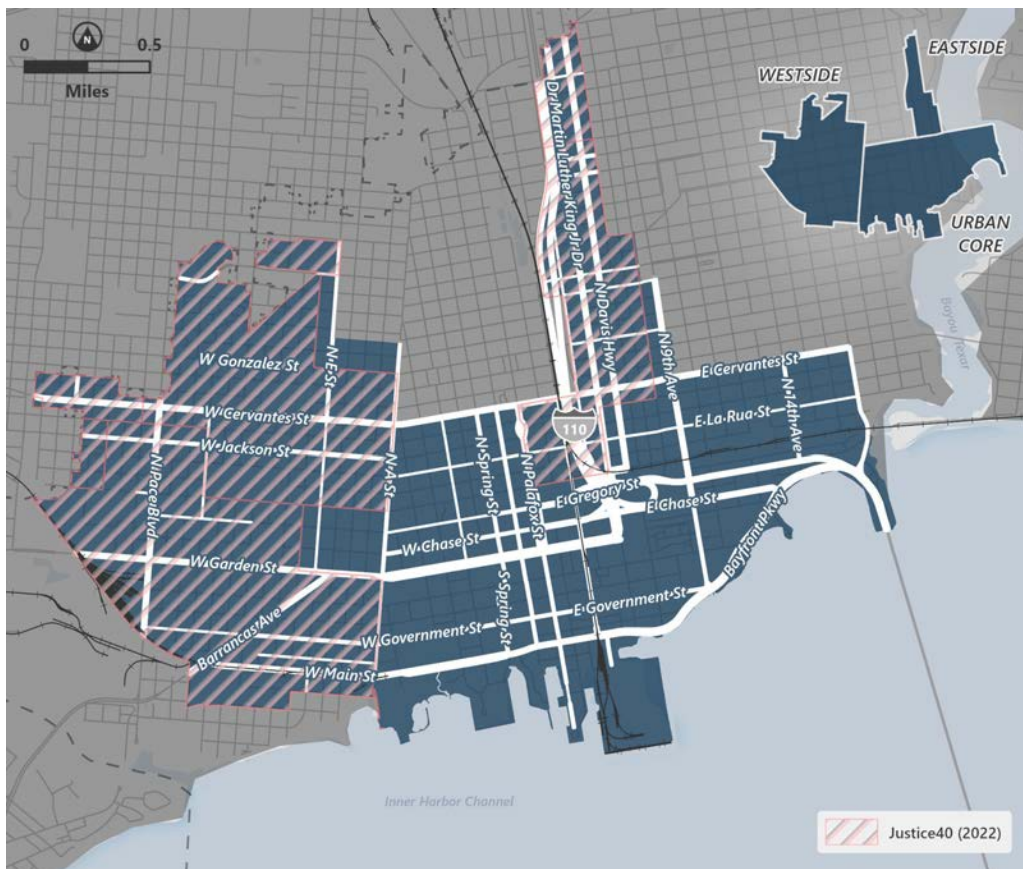 0
N
0.5
Miles
EASTSIDE
WESTSIDE
URBAN
CORE
Dr Martin Luther King Jr Dr
N Davis Hwy
N 9th Ave
Bayou Texar
W Gonzalez St
N E St
E Cervantes St
W Cervantes St
N 14th Ave
E La Rua St
W Jackson St
110
N Spring St
N Palafox St
N A St
N Pace Blvd
E Gregory St
E Chase St
W Chase St
Bayfront Pkwy
W Garden St
E Government St
S Spring St
W Government St
Barrancas Ave
W Main St
Inner Harbor Channel
Justice40 (2022)